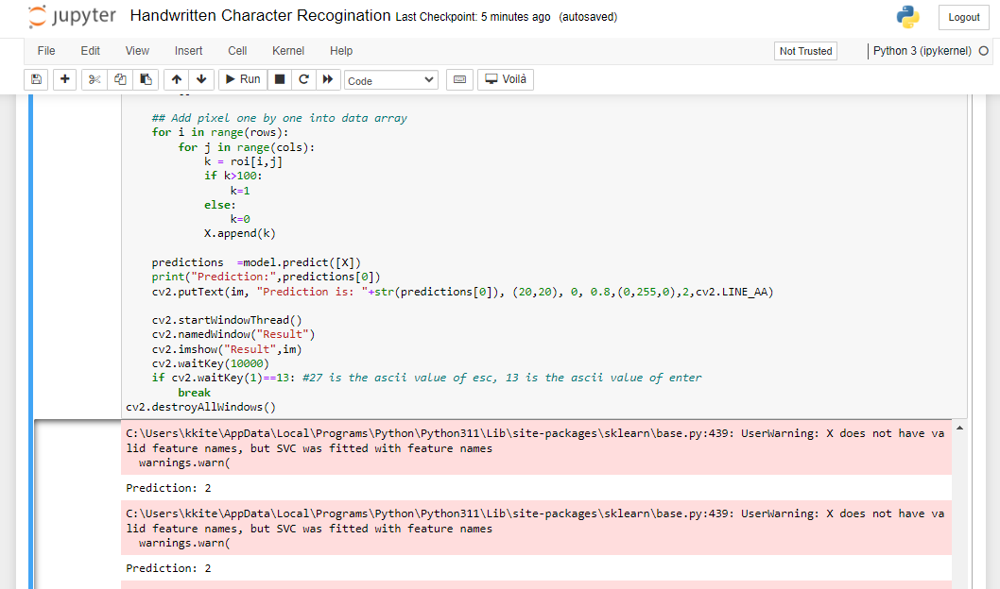 jupyter Handwritten Character Recogination Last Checkpoint: 5 minutes ago (autosaved)
Logout
File Edit View Insert Cell Kernel Help
Not Trusted
Python 3 (ipykernel)
Run
Code
Voilà
## Add pixel one by one into data array
for i in range(rows):
for j in range(cols):
k = roi[i,j]
if k>100:
k=1
else:
k=0
X.append(k)
predictions  =model.predict([X])
print("Prediction:",predictions[0])
cv2.putText(im, "Prediction is: "+str(predictions[0]), (20,20), 0, 0.8,(0,255,0),2,cv2.LINE_AA)
cv2.startWindowThread()
cv2.namedWindow("Result")
cv2.imshow("Result",im)
cv2.waitKey(10000)
if cv2.waitKey(1)==13: #27 is the ascii value of esc, 13 is the ascii value of enter
break
cv2.destroyAllWindows()
C:\Users\kkite\AppData\Local\Programs\Python\Python311\Lib\site-packages\sklearn\base.py:439: UserWarning: X does not have va
lid feature names, but SVC was fitted with feature names
warnings.warn(
Prediction: 2
C:\Users\kkite\AppData\Local\Programs\Python\Python311\Lib\site-packages\sklearn\base.py:439: UserWarning: X does not have va
lid feature names, but SVC was fitted with feature names
warnings.warn(
Prediction: 2